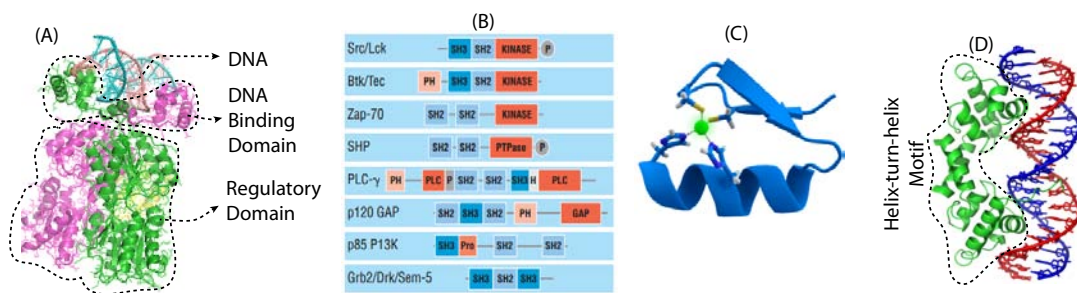 (A)
DNA
DNA
Binding
Domain
Regulatory
Domain
(B)
Src/Lck SH3 SH2 KINASE P
Btk/Tec PH SH3 SH2 KINASE
Zap-70 SH2 SH2 KINASE
SHP SH2 SH2 PTPase P
PLC-γ PH PLC P SH2 SH2 SH3 H PLC
p120 GAP SH2 SH3 SH2 PH GAP
p85 P13K SH3 Pro SH2 SH2
Grb2/Drk/Sem-5 SH3 SH2 SH3
(C)
(D)
Helix-turn-helix
Motif